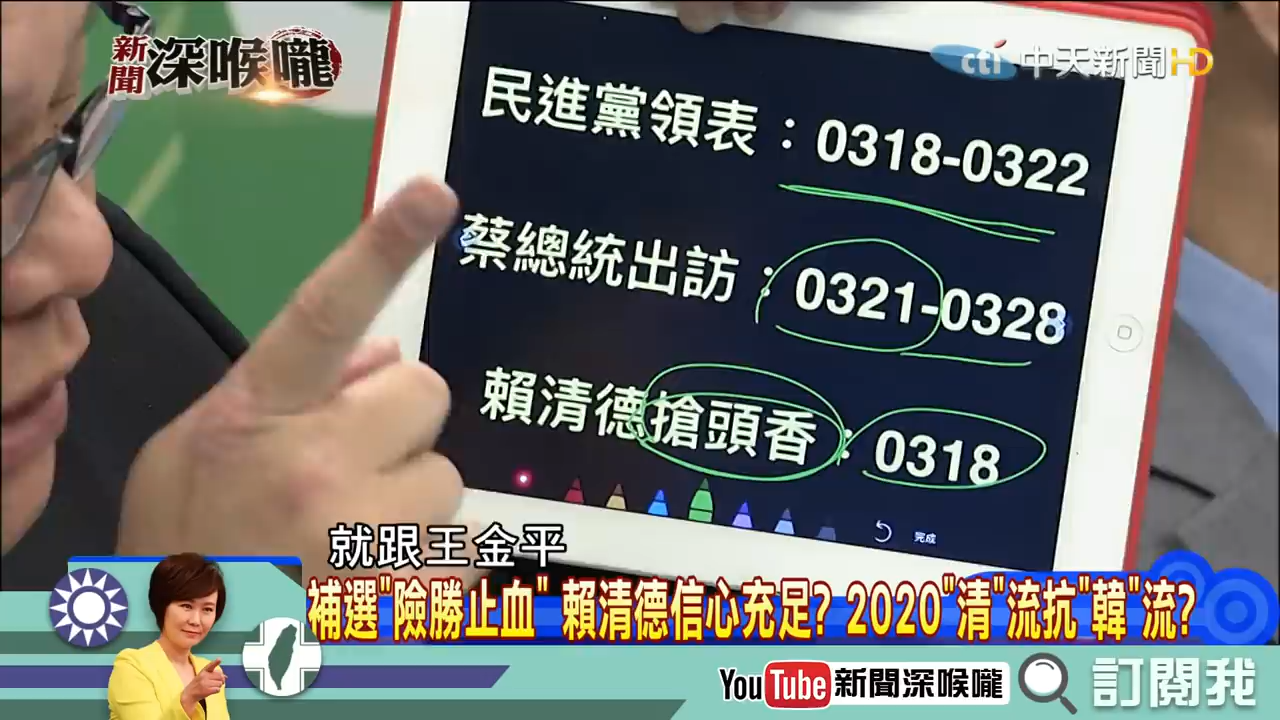 新聞深喉嚨
cti中天新聞HD
民進黨領表：0318-0322
蔡總統出訪：0321-0328
賴清德搶頭香：0318
完成
就跟王金平
補選"險勝止血" 賴清德信心充足? 2020"清"流抗"韓"流?
YouTube新聞深喉嚨
訂閱我